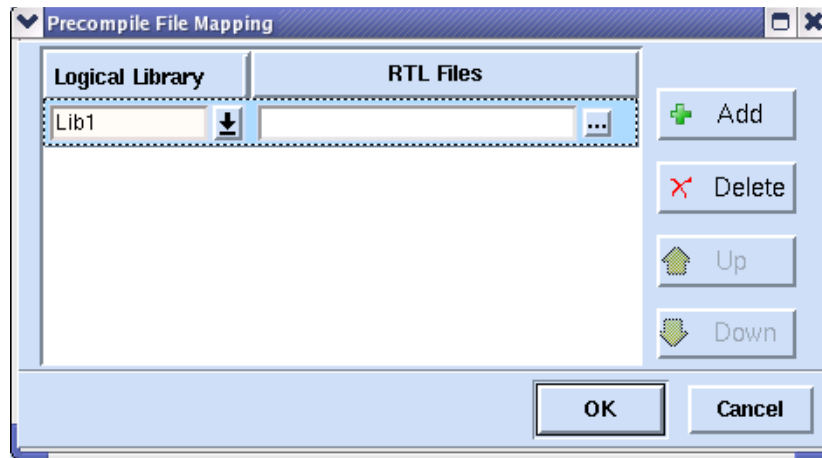 Precompile File Mapping
Logical Library RTL Files
Lib1 ...
Add
Delete
Up
Down
OK Cancel